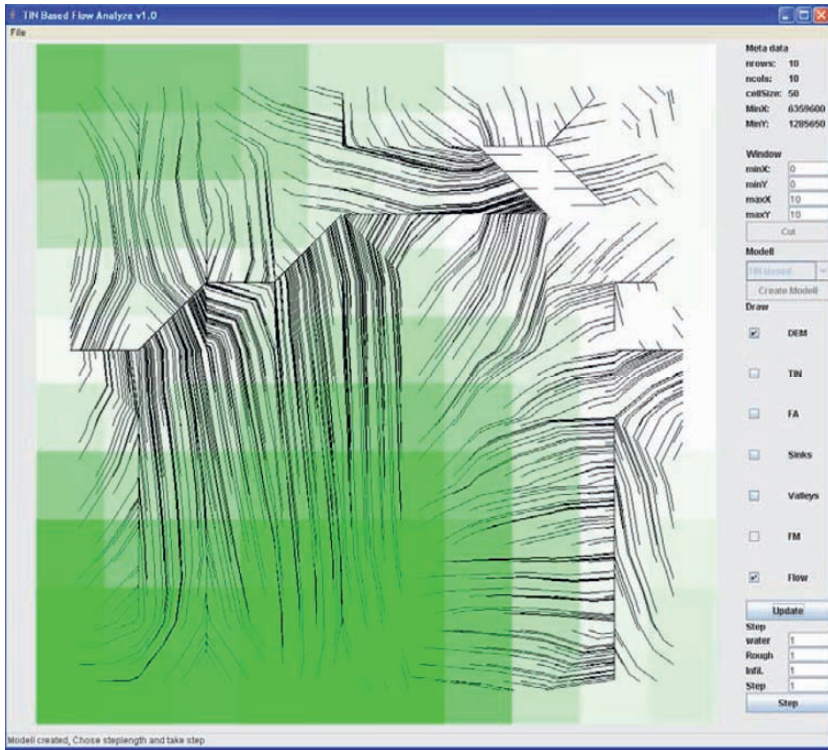 TIN Based Flow Analyze v1.0
File
Meta data
nrows: 10
ncols: 10
cellSize: 50
MinX: 6359600
MinY: 1285650
Window
minX: 0
minY 0
maxX 10
maxY 10
Cut
Modell
TIN Based
Create Modell
Draw
DEM
TIN
FA
Sinks
Valleys
FM
Flow
Update
Step
water 1
Rough 1
Infil. 1
Step 1
Step
Modell created, Chose steplength and take step